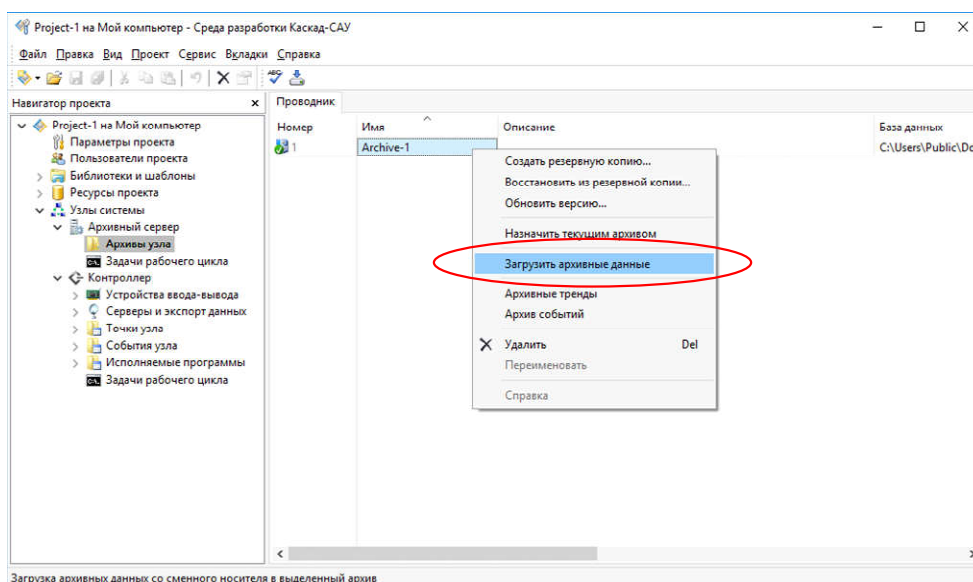 Project-1 на Мой компьютер - Среда разработки Каскад-САУ
Файл Правка Вид Проект Сервис Вкладки Справка
Навигатор проекта
Проводник
Project-1 на Мой компьютер
Параметры проекта
Пользователи проекта
Библиотеки и шаблоны
Ресурсы проекта
Узлы системы
Архивный сервер
Архивы узла
Задачи рабочего цикла
Контроллер
Устройства ввода-вывода
Серверы и экспорт данных
Точки узла
События узла
Исполняемые программы
Задачи рабочего цикла
Номер Имя Описание База данных
1 Archive-1 C:\Users\Public\Do
Создать резервную копию...
Восстановить из резервной копии...
Обновить версию...
Назначить текущим архивом
Загрузить архивные данные
Архивные тренды
Архив событий
Удалить Del
Переименовать
Справка
Загрузка архивных данных со сменного носителя в выделенный архив